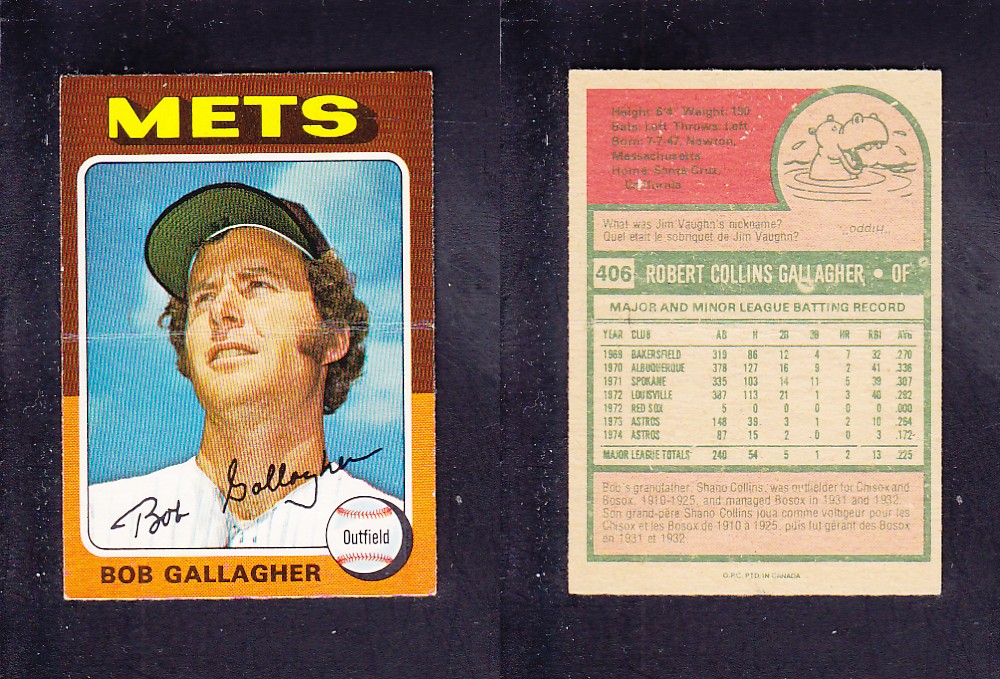 METS
Bob Gallagher
Outfield
BOB GALLAGHER
Height: 6-4 Weight: 190
Bats: Left Throws: Left
Born: 7-7-47, Newton,
Massachusetts
Home: Santa Cruz,
California
What was Jim Vaughn's nickname?
Quel était le sobriquet de Jim Vaughn?
"Hippo."
406 ROBERT COLLINS GALLAGHER • OF
MAJOR AND MINOR LEAGUE BATTING RECORD
YEAR CLUB AB H 2B 3B HR RBI AVG.
1969 BAKERSFIELD 319 86 12 4 7 32 .270
1970 ALBUQUERQUE 378 127 16 9 2 41 .336
1971 SPOKANE 335 103 14 11 5 39 .307
1972 LOUISVILLE 387 113 21 1 3 40 .292
1972 RED SOX 5 0 0 0 0 0 .000
1973 ASTROS 148 39 3 1 2 10 .264
1974 ASTROS 87 15 2 0 0 3 .172
MAJOR LEAGUE TOTALS 240 54 5 1 2 13 .225
Bob's grandfather, Shano Collins, was outfielder for Chisox and
Bosox, 1910-1925, and managed Bosox in 1931 and 1932.
Son grand-père Shano Collins joua comme voltigeur pour les
Chisox et les Bosox de 1910 à 1925, puis fut gérant des Bosox
en 1931 et 1932.
O.P.C. PTD. IN CANADA